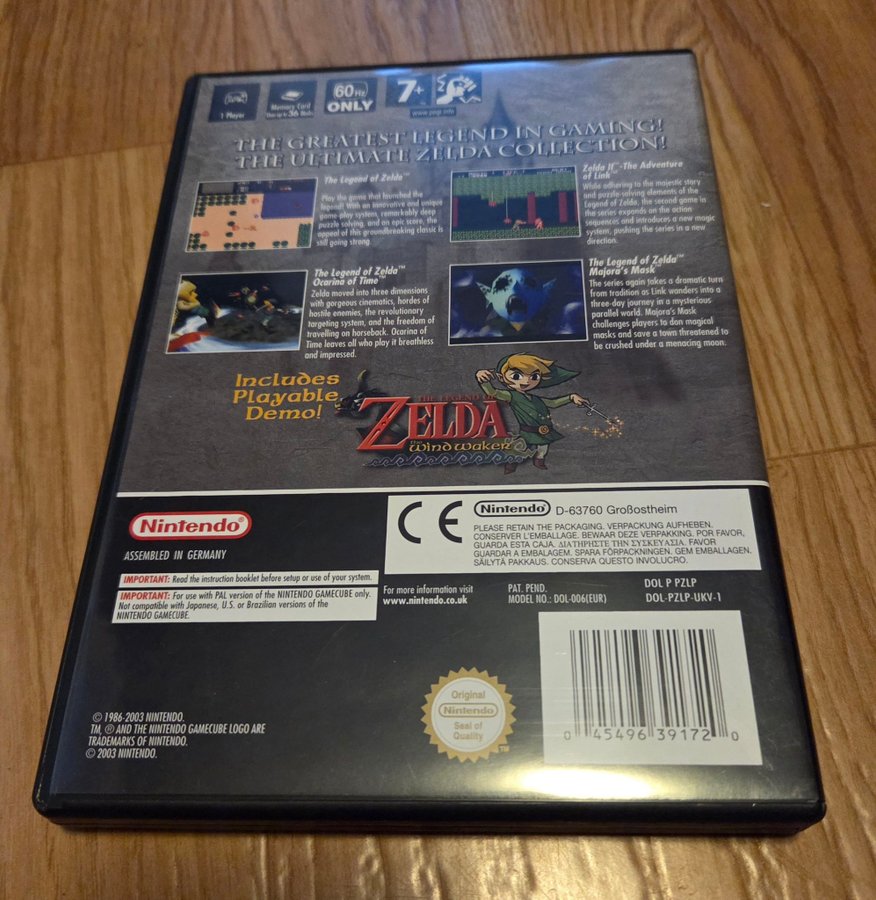 1 Player
Memory Card
Uses up to 36 Blocks
60Hz
ONLY
7+
www.pegi.info
THE GREATEST LEGEND IN GAMING!
THE ULTIMATE ZELDA COLLECTION!
The Legend of Zelda™
Play the game that launched the
legend! With an innovative and unique
game-play system, remarkably deep
puzzle solving, and an epic score, the
appeal of this groundbreaking classic is
still going strong.
Zelda II™-The Adventure
of Link™
While adhering to the majestic story
and puzzle-solving elements of the
Legend of Zelda, the second game in
the series expands on the action
sequences and introduces a new magic
system, pushing the series in a new
direction.
The Legend of Zelda™
Ocarina of Time™
Zelda moved into three dimensions
with gorgeous cinematics, hordes of
hostile enemies, the revolutionary
targeting system, and the freedom of
travelling on horseback. Ocarina of
Time leaves all who play it breathless
and impressed.
The Legend of Zelda™
Majora's Mask™
The series again takes a dramatic turn
from tradition as Link wanders into a
three-day journey in a mysterious
parallel world. Majora's Mask
challenges players to don magical
masks and save a town threatened to
be crushed under a menacing moon.
Includes
Playable
Demo!
THE LEGEND OF
ZELDA
the
Wind Waker
Nintendo®
ASSEMBLED IN GERMANY
CE
Nintendo® D-63760 Großostheim
PLEASE RETAIN THE PACKAGING. VERPACKUNG AUFHEBEN.
CONSERVER L'EMBALLAGE. BEWAAR DEZE VERPAKKING. POR FAVOR,
GUARDA ESTA CAJA. ΔΙΑΤΗΡΗΣΤΕ ΤΗΝ ΣΥΣΚΕΥΑΣΙΑ. FAVOR
GUARDAR A EMBALAGEM. SPARA FÖRPACKNINGEN. GEM EMBALLAGEN.
SÄILYTÄ PAKKAUS. CONSERVA QUESTO INVOLUCRO.
IMPORTANT: Read the instruction booklet before setup or use of your system.
IMPORTANT: For use with PAL version of the NINTENDO GAMECUBE only.
Not compatible with Japanese, U.S. or Brazilian versions of the
NINTENDO GAMECUBE.
For more information visit
www.nintendo.co.uk
PAT. PEND.
MODEL NO.: DOL-006(EUR)
DOL P PZLP
DOL-PZLP-UKV-1
© 1986-2003 NINTENDO.
TM, ® AND THE NINTENDO GAMECUBE LOGO ARE
TRADEMARKS OF NINTENDO.
© 2003 NINTENDO.
Original
Nintendo
Seal of
Quality
TM
0 45496 39172 0